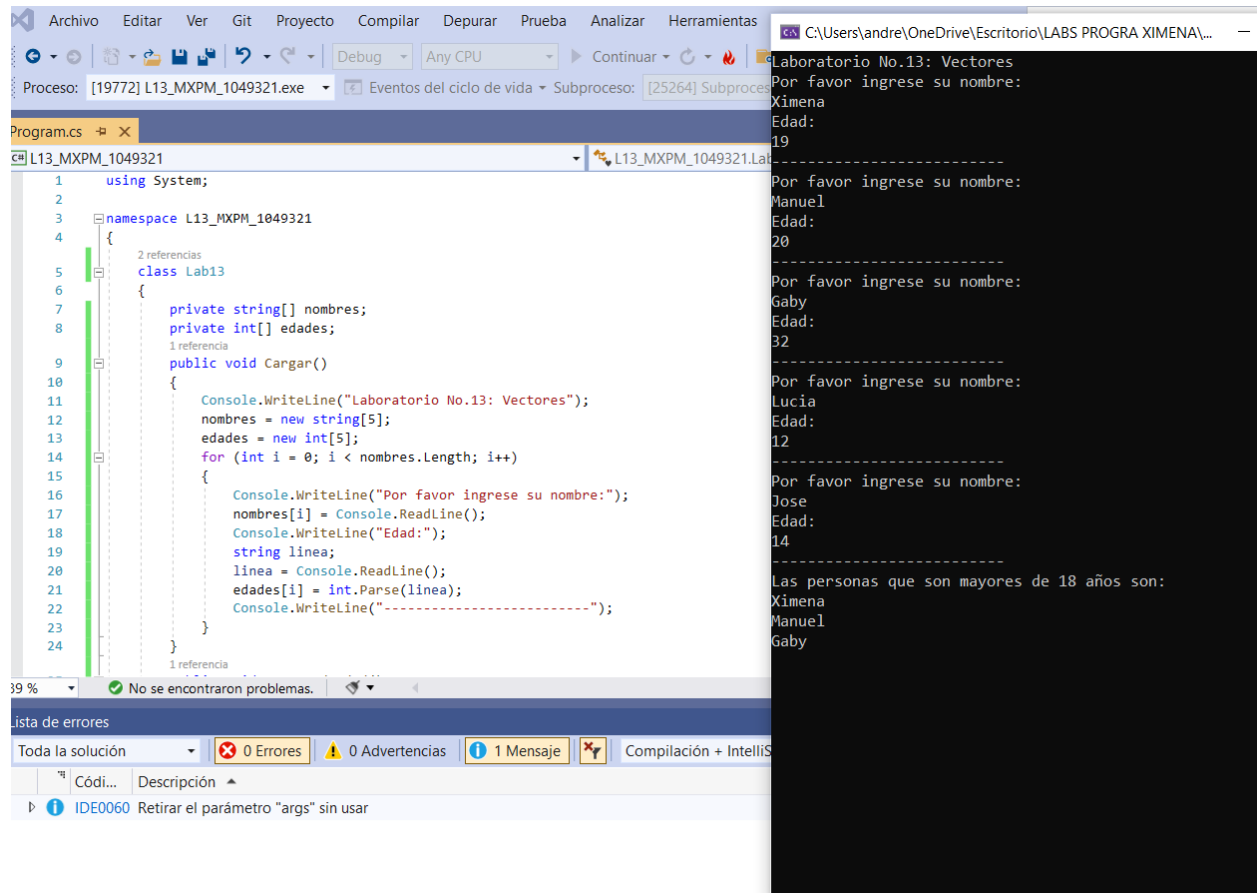 Archivo Editar Ver Git Proyecto Compilar Depurar Prueba Analizar Herramientas
Debug Any CPU Continuar
Proceso: [19772] L13_MXPM_1049321.exe Eventos del ciclo de vida Subproceso: [25264] Subproces
Program.cs
C# L13_MXPM_1049321 L13_MXPM_1049321.Lab
1 using System;
2
3 namespace L13_MXPM_1049321
4 {
2 referencias
5 class Lab13
6 {
7 private string[] nombres;
8 private int[] edades;
1 referencia
9 public void Cargar()
10 {
11 Console.WriteLine("Laboratorio No.13: Vectores");
12 nombres = new string[5];
13 edades = new int[5];
14 for (int i = 0; i < nombres.Length; i++)
15 {
16 Console.WriteLine("Por favor ingrese su nombre:");
17 nombres[i] = Console.ReadLine();
18 Console.WriteLine("Edad:");
19 string linea;
20 linea = Console.ReadLine();
21 edades[i] = int.Parse(linea);
22 Console.WriteLine("--------------------------");
23 }
24 }
1 referencia
89 % No se encontraron problemas.
Lista de errores
Toda la solución 0 Errores 0 Advertencias 1 Mensaje Compilación + IntelliS
Códi... Descripción
IDE0060 Retirar el parámetro "args" sin usar
C:\Users\andre\OneDrive\Escritorio\LABS PROGRA XIMENA\...
Laboratorio No.13: Vectores
Por favor ingrese su nombre:
Ximena
Edad:
19
--------------------------
Por favor ingrese su nombre:
Manuel
Edad:
20
--------------------------
Por favor ingrese su nombre:
Gaby
Edad:
32
--------------------------
Por favor ingrese su nombre:
Lucia
Edad:
12
--------------------------
Por favor ingrese su nombre:
Jose
Edad:
14
--------------------------
Las personas que son mayores de 18 años son:
Ximena
Manuel
Gaby